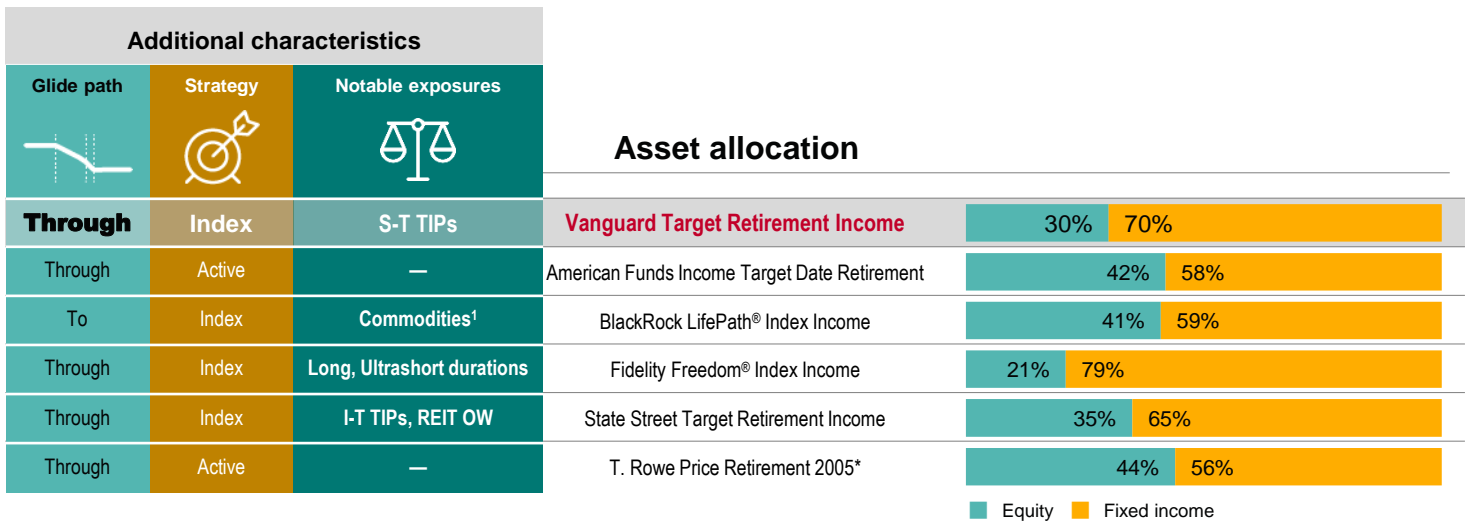 Additional characteristics
Glide path Strategy Notable exposures
Asset allocation
Through Index S-T TIPs Vanguard Target Retirement Income 30% 70%
Through Active — American Funds Income Target Date Retirement 42% 58%
To Index Commodities¹ BlackRock LifePath® Index Income 41% 59%
Through Index Long, Ultrashort durations Fidelity Freedom® Index Income 21% 79%
Through Index I-T TIPs, REIT OW State Street Target Retirement Income 35% 65%
Through Active — T. Rowe Price Retirement 2005* 44% 56%
Equity Fixed income